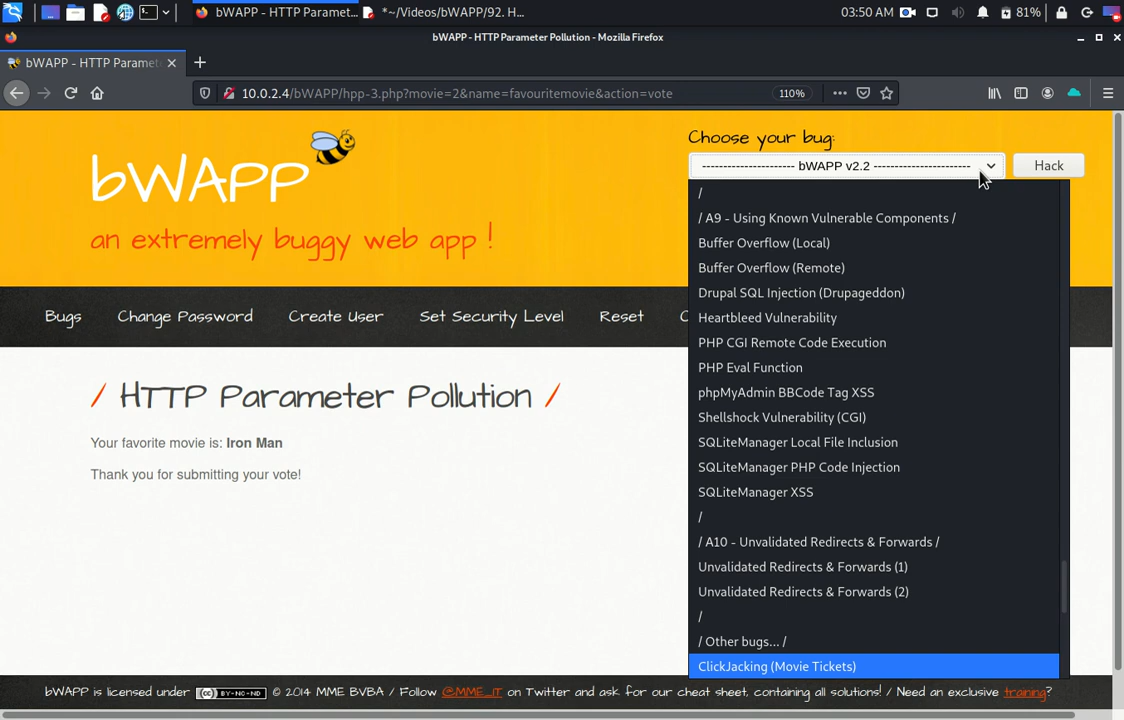 bWAPP - HTTP Paramet... *~/Videos/bWAPP/92. H... 03:50 AM 81%
bWAPP - HTTP Parameter Pollution - Mozilla Firefox
bWAPP - HTTP Paramet
10.0.2.4/bWAPP/hpp-3.php?movie=2&name=favouritemovie&action=vote 110%
bWAPP
an extremely buggy web app !
Choose your bug:
---------------------- bWAPP v2.2 ----------------------- Hack
/
/ A9 - Using Known Vulnerable Components /
Buffer Overflow (Local)
Buffer Overflow (Remote)
Drupal SQL Injection (Drupageddon)
Heartbleed Vulnerability
PHP CGI Remote Code Execution
PHP Eval Function
phpMyAdmin BBCode Tag XSS
Shellshock Vulnerability (CGI)
SQLiteManager Local File Inclusion
SQLiteManager PHP Code Injection
SQLiteManager XSS
/
/ A10 - Unvalidated Redirects & Forwards /
Unvalidated Redirects & Forwards (1)
Unvalidated Redirects & Forwards (2)
/
/ Other bugs... /
ClickJacking (Movie Tickets)
Bugs Change Password Create User Set Security Level Reset
/ HTTP Parameter Pollution /
Your favorite movie is: Iron Man
Thank you for submitting your vote!
bWAPP is licensed under CC BY-NC-ND © 2014 MME BVBA / Follow @MME_IT on Twitter and ask for our cheat sheet, containing all solutions! / Need an exclusive training?